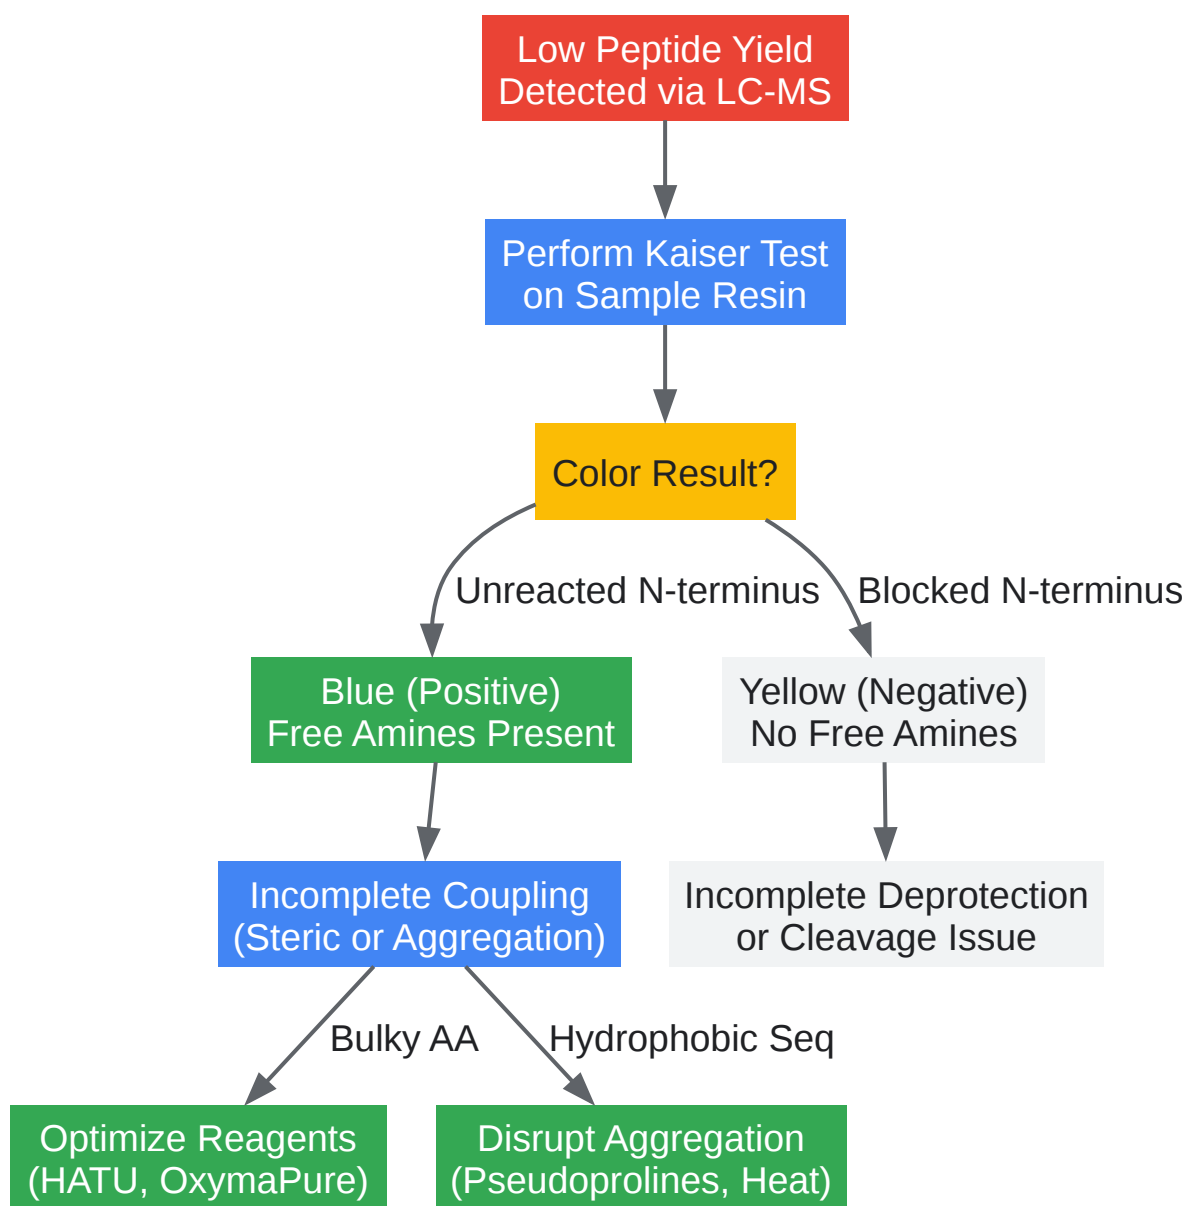 Low Peptide Yield
Detected via LC-MS
Perform Kaiser Test
on Sample Resin
Color Result?
Unreacted N-terminus
Blocked N-terminus
Blue (Positive)
Free Amines Present
Yellow (Negative)
No Free Amines
Incomplete Coupling
(Steric or Aggregation)
Incomplete Deprotection
or Cleavage Issue
Bulky AA
Hydrophobic Seq
Optimize Reagents
(HATU, OxymaPure)
Disrupt Aggregation
(Pseudoprolines, Heat)